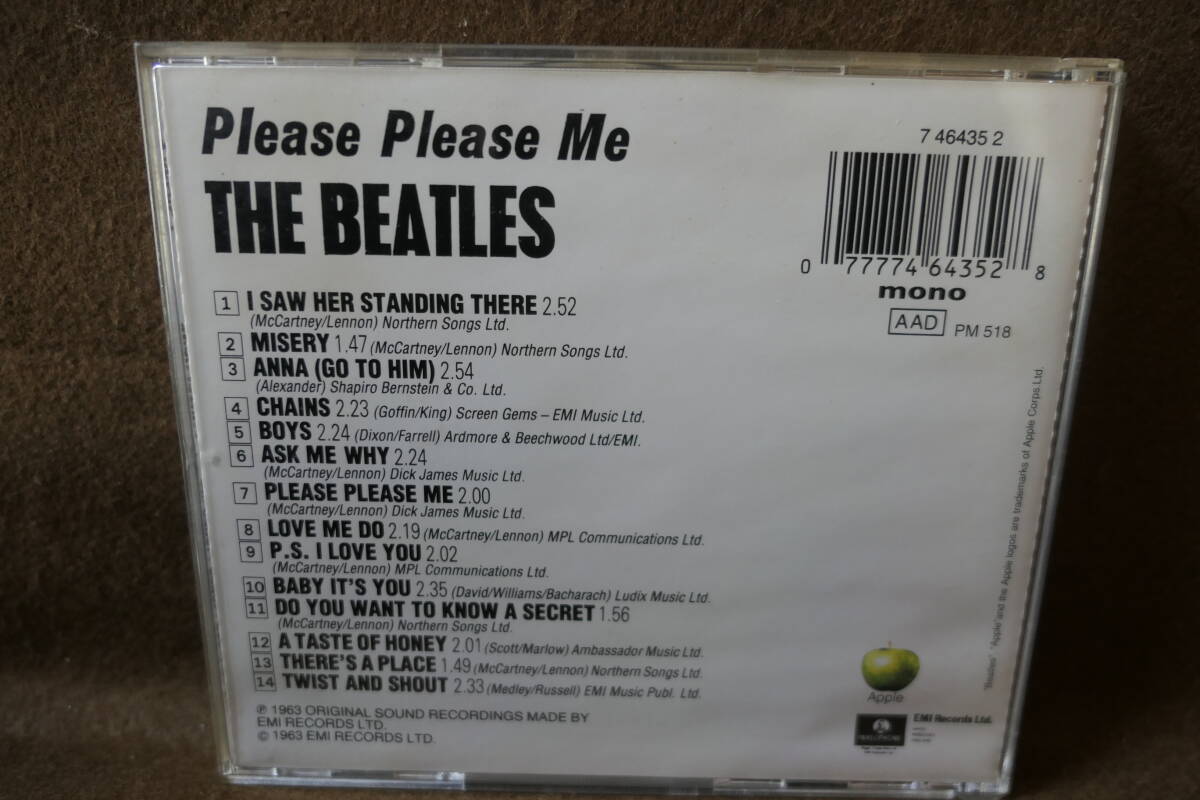 Please Please Me
THE BEATLES
7 46435 2
0 77774 64352 8
mono
AAD PM 518
1 I SAW HER STANDING THERE 2.52
(McCartney/Lennon) Northern Songs Ltd.
2 MISERY 1.47 (McCartney/Lennon) Northern Songs Ltd.
3 ANNA (GO TO HIM) 2.54
(Alexander) Shapiro Bernstein & Co. Ltd.
4 CHAINS 2.23 (Goffin/King) Screen Gems – EMI Music Ltd.
5 BOYS 2.24 (Dixon/Farrell) Ardmore & Beechwood Ltd/EMI.
6 ASK ME WHY 2.24
(McCartney/Lennon) Dick James Music Ltd.
7 PLEASE PLEASE ME 2.00
(McCartney/Lennon) Dick James Music Ltd.
8 LOVE ME DO 2.19 (McCartney/Lennon) MPL Communications Ltd.
9 P.S. I LOVE YOU 2.02
(McCartney/Lennon) MPL Communications Ltd.
10 BABY IT'S YOU 2.35 (David/Williams/Bacharach) Ludix Music Ltd.
11 DO YOU WANT TO KNOW A SECRET 1.56
(McCartney/Lennon) Northern Songs Ltd.
12 A TASTE OF HONEY 2.01 (Scott/Marlow) Ambassador Music Ltd.
13 THERE'S A PLACE 1.49 (McCartney/Lennon) Northern Songs Ltd.
14 TWIST AND SHOUT 2.33 (Medley/Russell) EMI Music Publ. Ltd.
℗ 1963 ORIGINAL SOUND RECORDINGS MADE BY
EMI RECORDS LTD.
© 1963 EMI RECORDS LTD.
"Beatles" "Apple" and the Apple logos are trademarks of Apple Corps. Ltd.
Apple
PARLOPHONE
EMI Records Ltd.